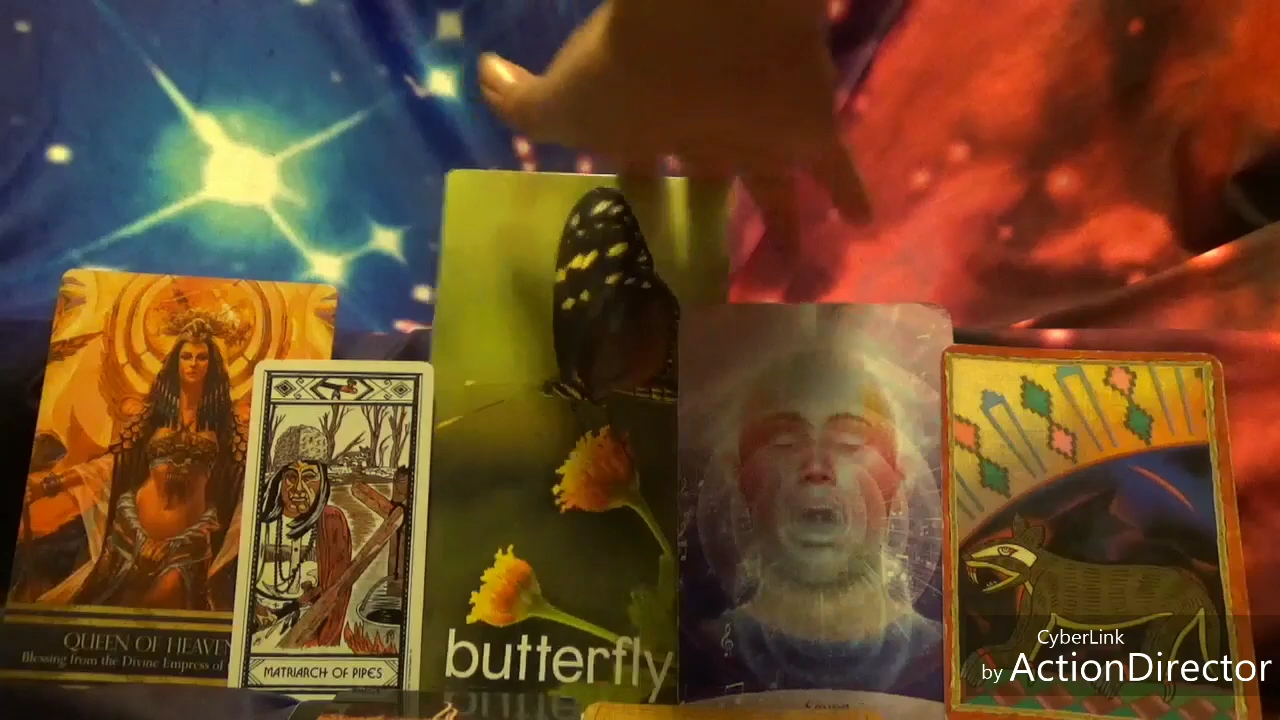 QUEEN OF HEAVEN
Blessing from the Divine Empress of
MATRIARCH OF PIPES
butterfly
CyberLink
by ActionDirector